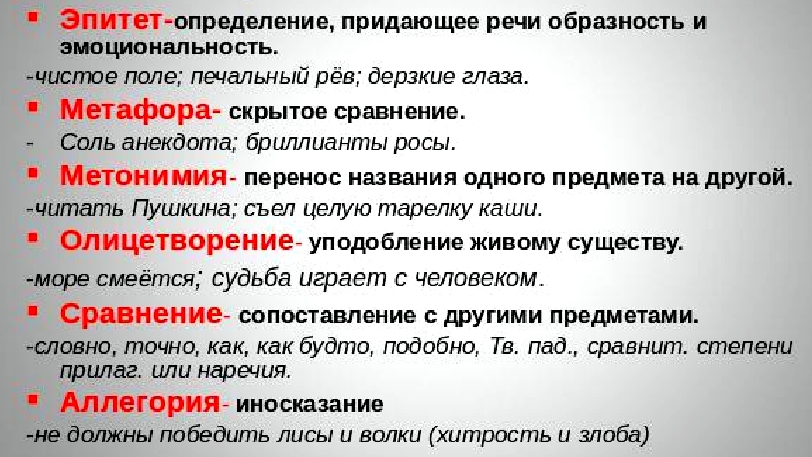 ▪ Эпитет-определение, придающее речи образность и
эмоциональность.
-чистое поле; печальный рёв; дерзкие глаза.
▪ Метафора- скрытое сравнение.
- Соль анекдота; бриллианты росы.
▪ Метонимия- перенос названия одного предмета на другой.
-читать Пушкина; съел целую тарелку каши.
▪ Олицетворение- уподобление живому существу.
-море смеётся; судьба играет с человеком.
▪ Сравнение- сопоставление с другими предметами.
-словно, точно, как, как будто, подобно, Тв. пад., сравнит. степени
прилаг. или наречия.
▪ Аллегория- иносказание
-не должны победить лисы и волки (хитрость и злоба)